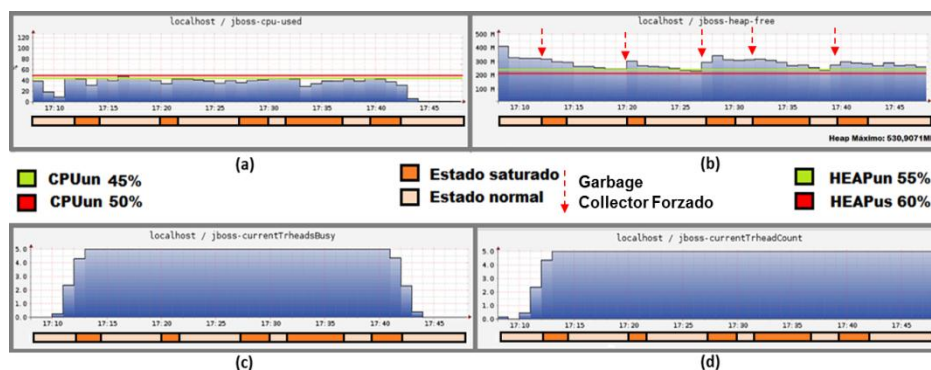 localhost / jboss-cpu-used
120
100
80
60
40
20
0
17:10 17:15 17:20 17:25 17:30 17:35 17:40 17:45
(a)
localhost / jboss-heap-free
500 M
400 M
300 M
200 M
100 M
17:10 17:15 17:20 17:25 17:30 17:35 17:40 17:45
Heap Máximo: 530,9071M
(b)
CPUun 45%
CPUun 50%
Estado saturado
Estado normal
Garbage
Collector Forzado
HEAPun 55%
HEAPus 60%
localhost / jboss-currentTrheadsBusy
5.0
4.0
3.0
2.0
1.0
0.0
17:10 17:15 17:20 17:25 17:30 17:35 17:40 17:45
(c)
localhost / jboss-currentTrheadCount
5.0
4.0
3.0
2.0
1.0
0.0
17:10 17:15 17:20 17:25 17:30 17:35 17:40 17:45
(d)